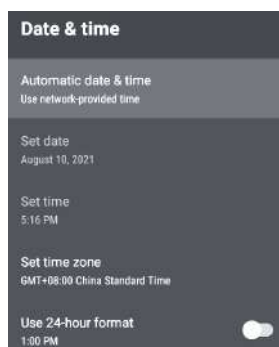 Date & time
Automatic date & time
Use network-provided time
Set date
August 10, 2021
Set time
5:16 PM
Set time zone
GMT+08:00 China Standard Time
Use 24-hour format
1:00 PM